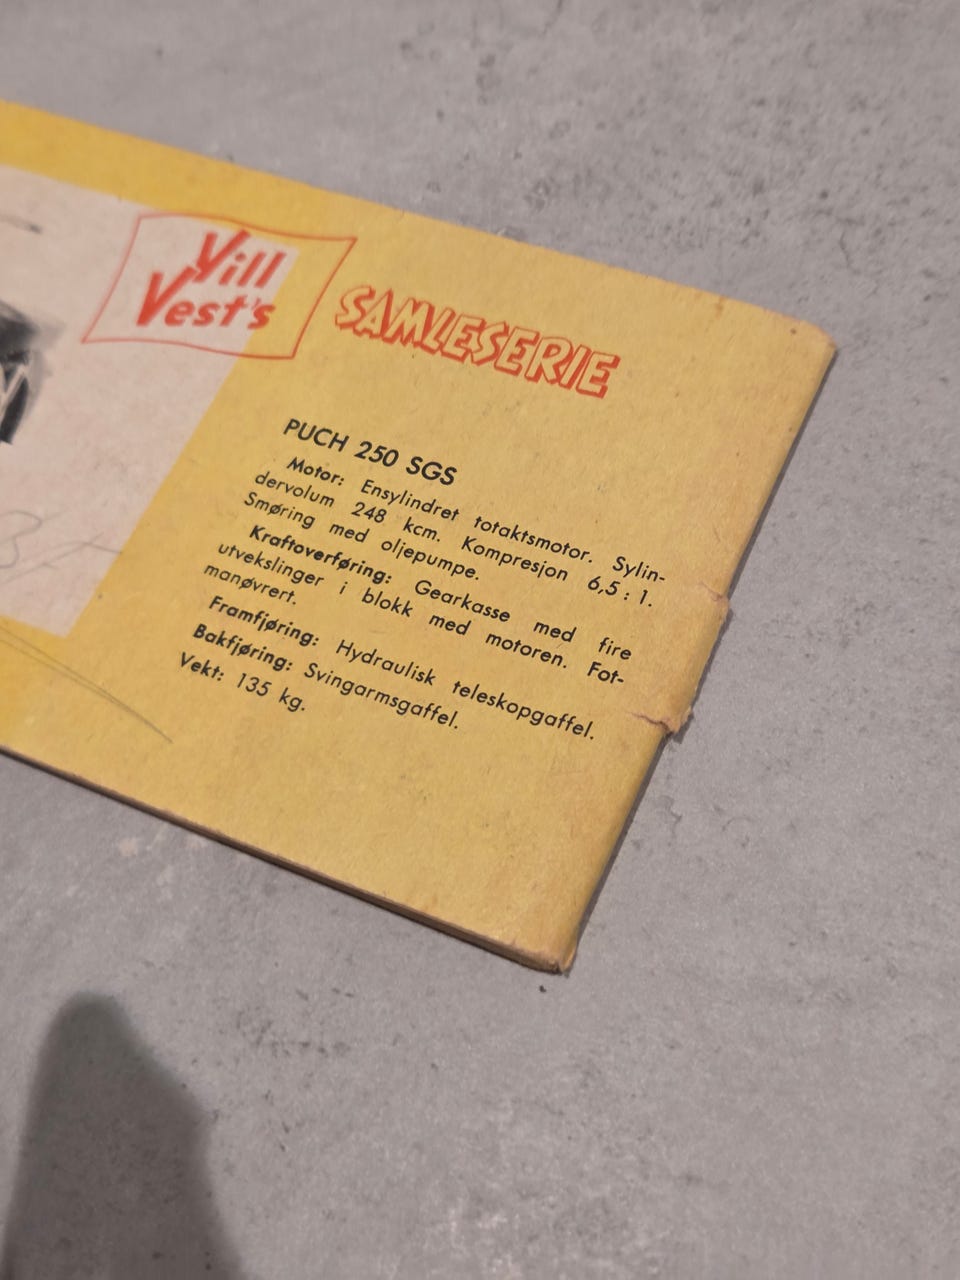 Vill
Vest's
SAMLESERIE
PUCH 250 SGS
Motor: Ensylindret totaktsmotor. Sylin-
dervolum 248 kcm. Kompresjon 6,5 : 1.
Smøring med oljepumpe.
Kraftoverføring: Gearkasse med fire
utvekslinger i blokk med motoren. Fot-
manøvrert.
Framfjøring: Hydraulisk teleskopgaffel.
Bakfjøring: Svingarmsgaffel.
Vekt: 135 kg.